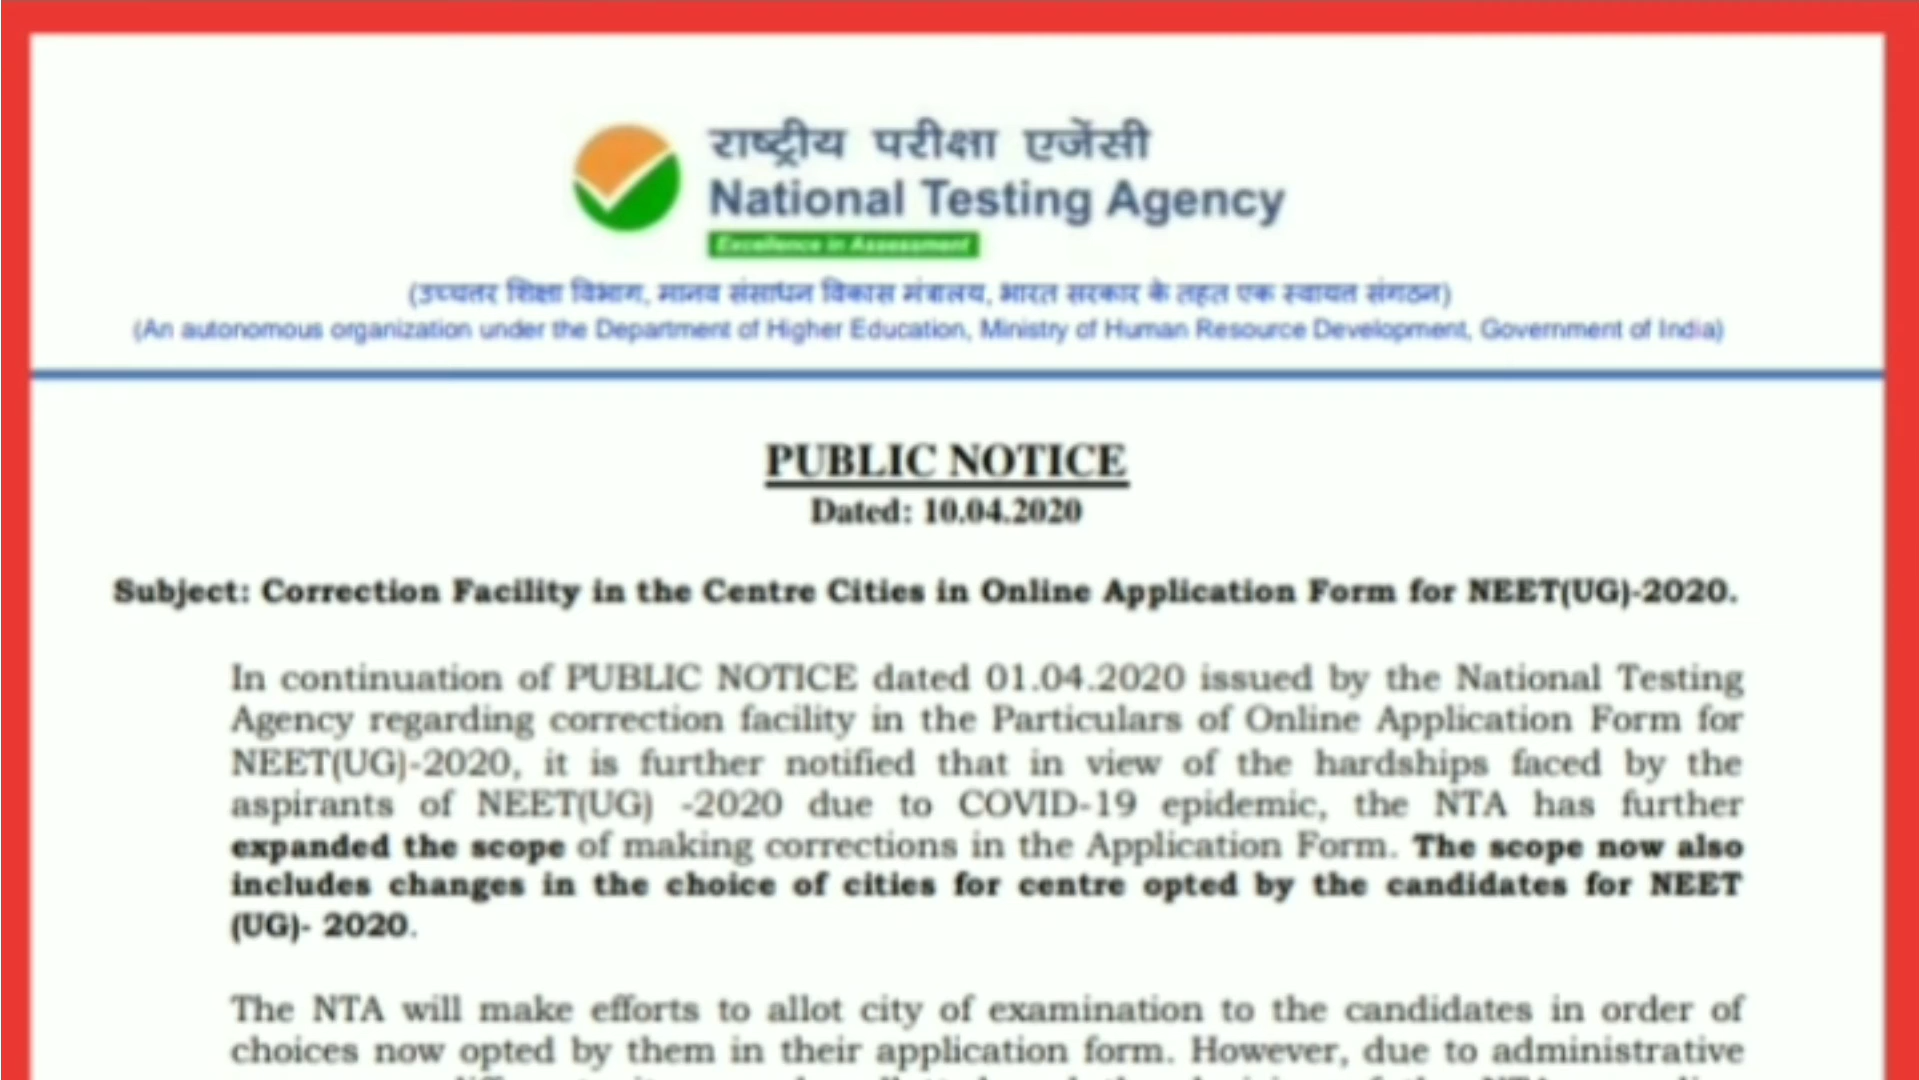 राष्ट्रीय परीक्षा एजेंसी
National Testing Agency
Excellence in Assessment
(उच्चतर शिक्षा विभाग, मानव संसाधन विकास मंत्रालय, भारत सरकार के तहत एक स्वायत संगठन)
(An autonomous organization under the Department of Higher Education, Ministry of Human Resource Development, Government of India)
PUBLIC NOTICE
Dated: 10.04.2020
Subject: Correction Facility in the Centre Cities in Online Application Form for NEET(UG)-2020.
In continuation of PUBLIC NOTICE dated 01.04.2020 issued by the National Testing
Agency regarding correction facility in the Particulars of Online Application Form for
NEET(UG)-2020, it is further notified that in view of the hardships faced by the
aspirants of NEET(UG) -2020 due to COVID-19 epidemic, the NTA has further
expanded the scope of making corrections in the Application Form. The scope now also
includes changes in the choice of cities for centre opted by the candidates for NEET
(UG)- 2020.
The NTA will make efforts to allot city of examination to the candidates in order of
choices now opted by them in their application form. However, due to administrative